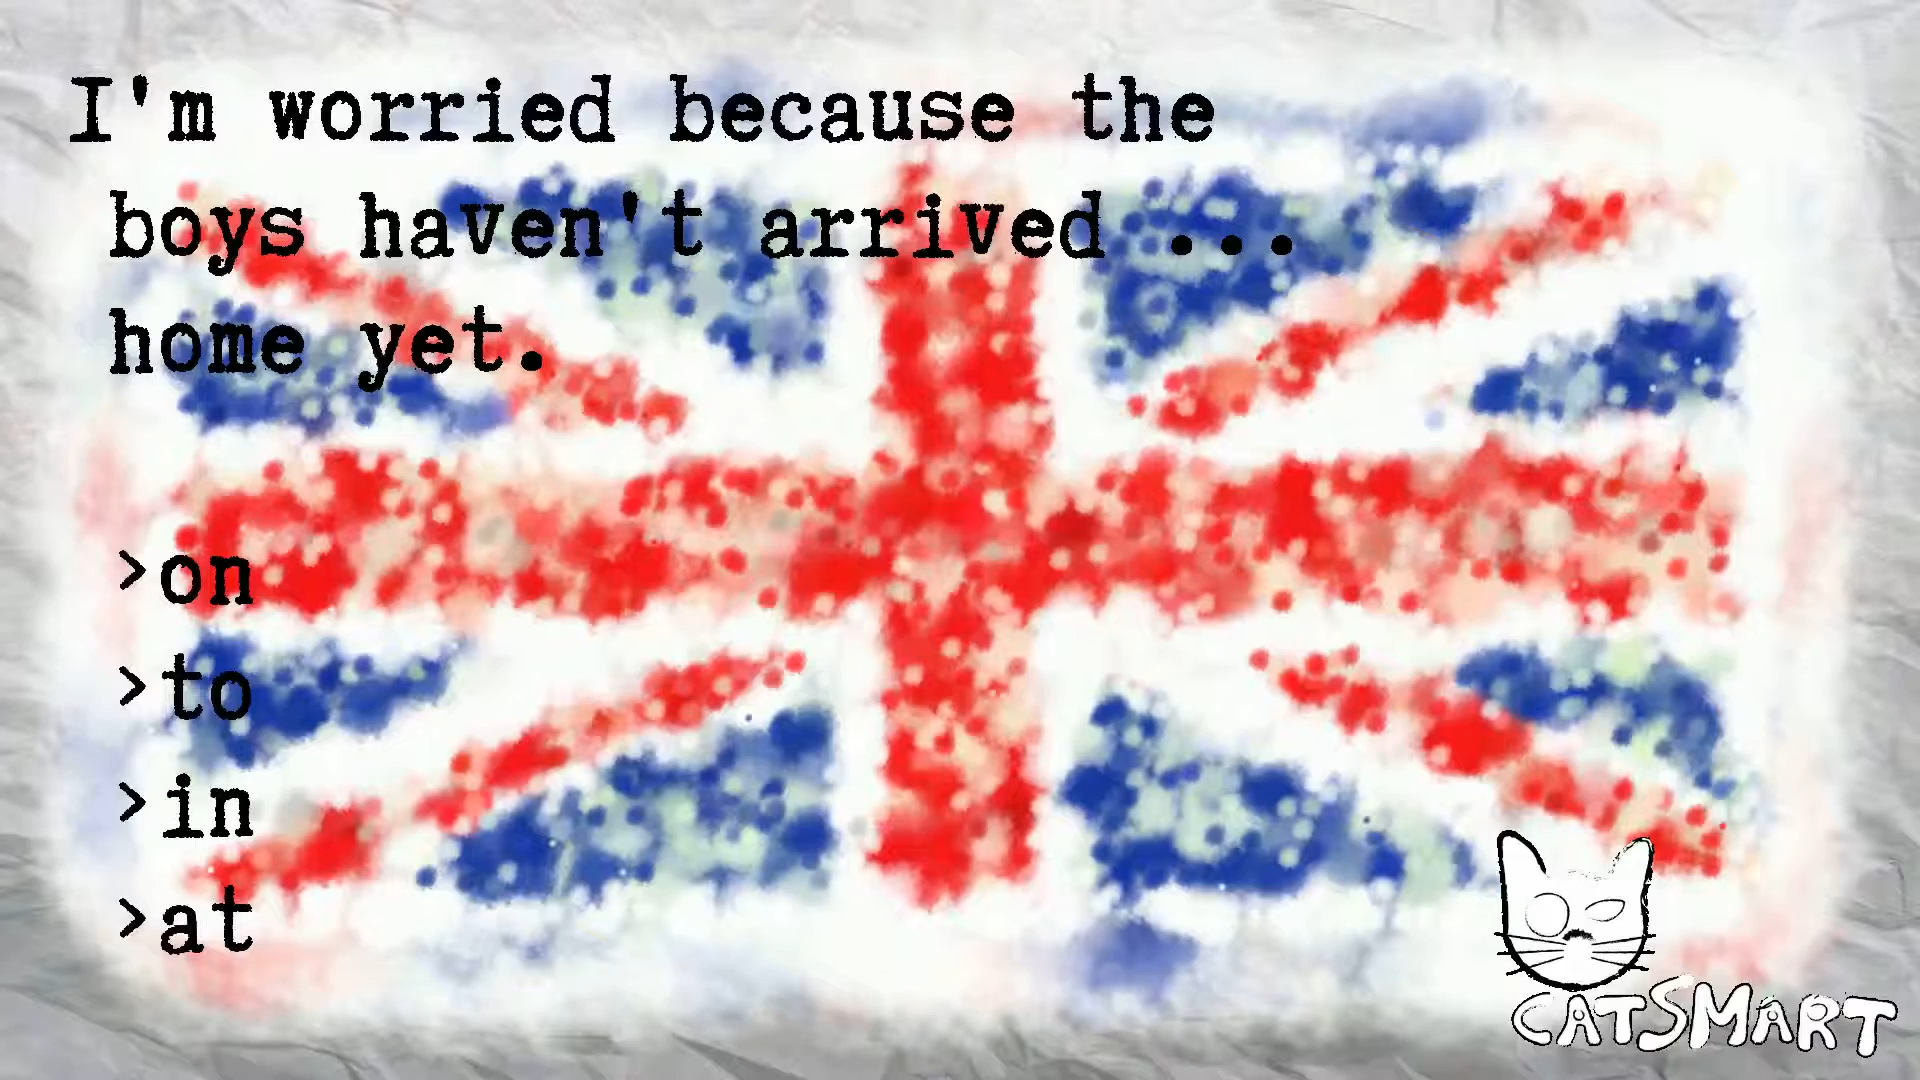 I'm worried because the
boys haven't arrived ...
home yet.
>on
>to
>in
>at
CATSMART